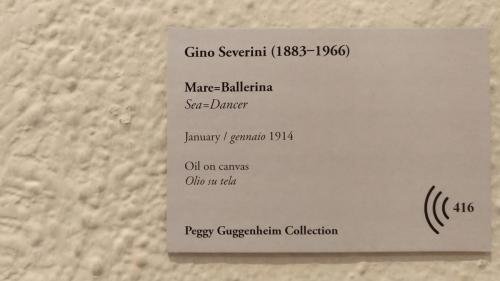 Gino Severini (1883–1966)
Mare=Ballerina
Sea=Dancer
January / gennaio 1914
Oil on canvas
Olio su tela
416
Peggy Guggenheim Collection